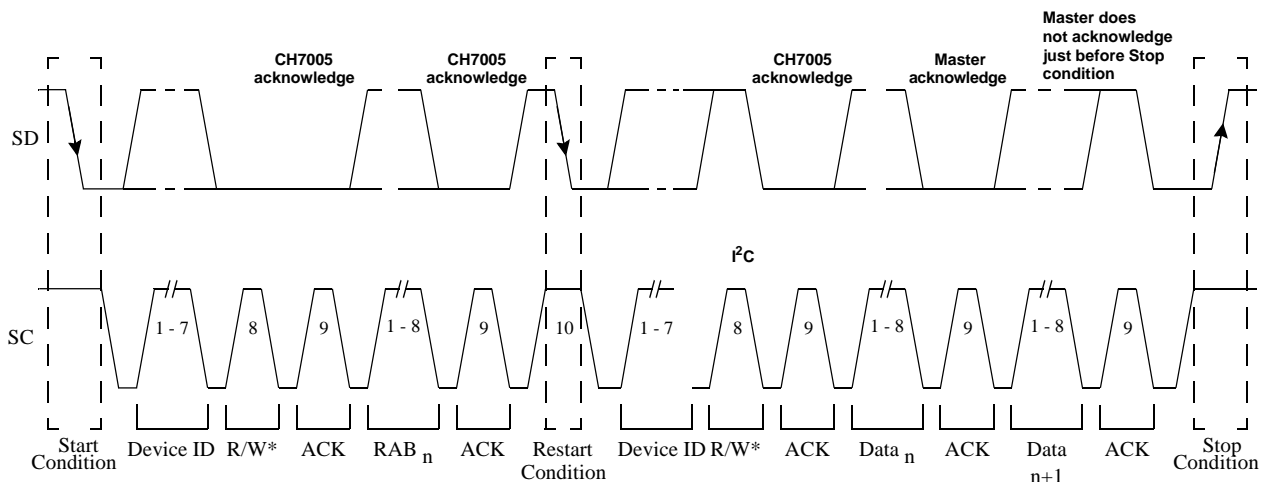 CH7005
acknowledge
CH7005
acknowledge
CH7005
acknowledge
Master
acknowledge
Master does
not acknowledge
just before Stop
condition
SD
I²C
SC
1 - 7
8
9
1 - 8
9
10
1 - 7
8
9
1 - 8
9
1 - 8
9
Start
Condition
Device ID
R/W*
ACK
RAB n
ACK
Restart
Condition
Device ID
R/W*
ACK
Data n
ACK
Data
n+1
ACK
Stop
Condition